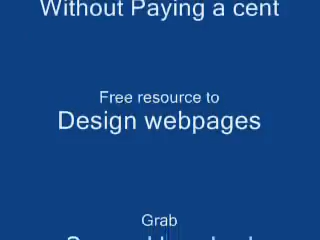 Without Paying a cent
Free resource to
Design webpages
Grab